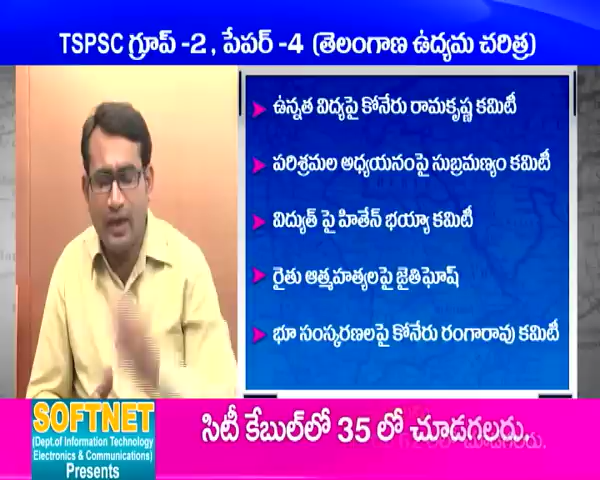 TSPSC గ్రూప్ -2 , పేపర్ -4 (తెలంగాణ ఉద్యమ చరిత్ర)
ఉన్నత విద్యపై కోనేరు రామకృష్ణ కమిటీ
పరిశ్రమల అధ్యయనంపై సుబ్రమణ్యం కమిటీ
విద్యుత్ పై హితేన్ భయ్యా కమిటీ
రైతు ఆత్మహత్యలపై జైతిఘోష్
భూ సంస్కరణలపై కోనేరు రంగారావు కమిటీ
SOFTNET
(Dept.of Information Technology
Electronics & Communications)
Presents
సిటీ కేబుల్‌లో 35 లో చూడగలరు.